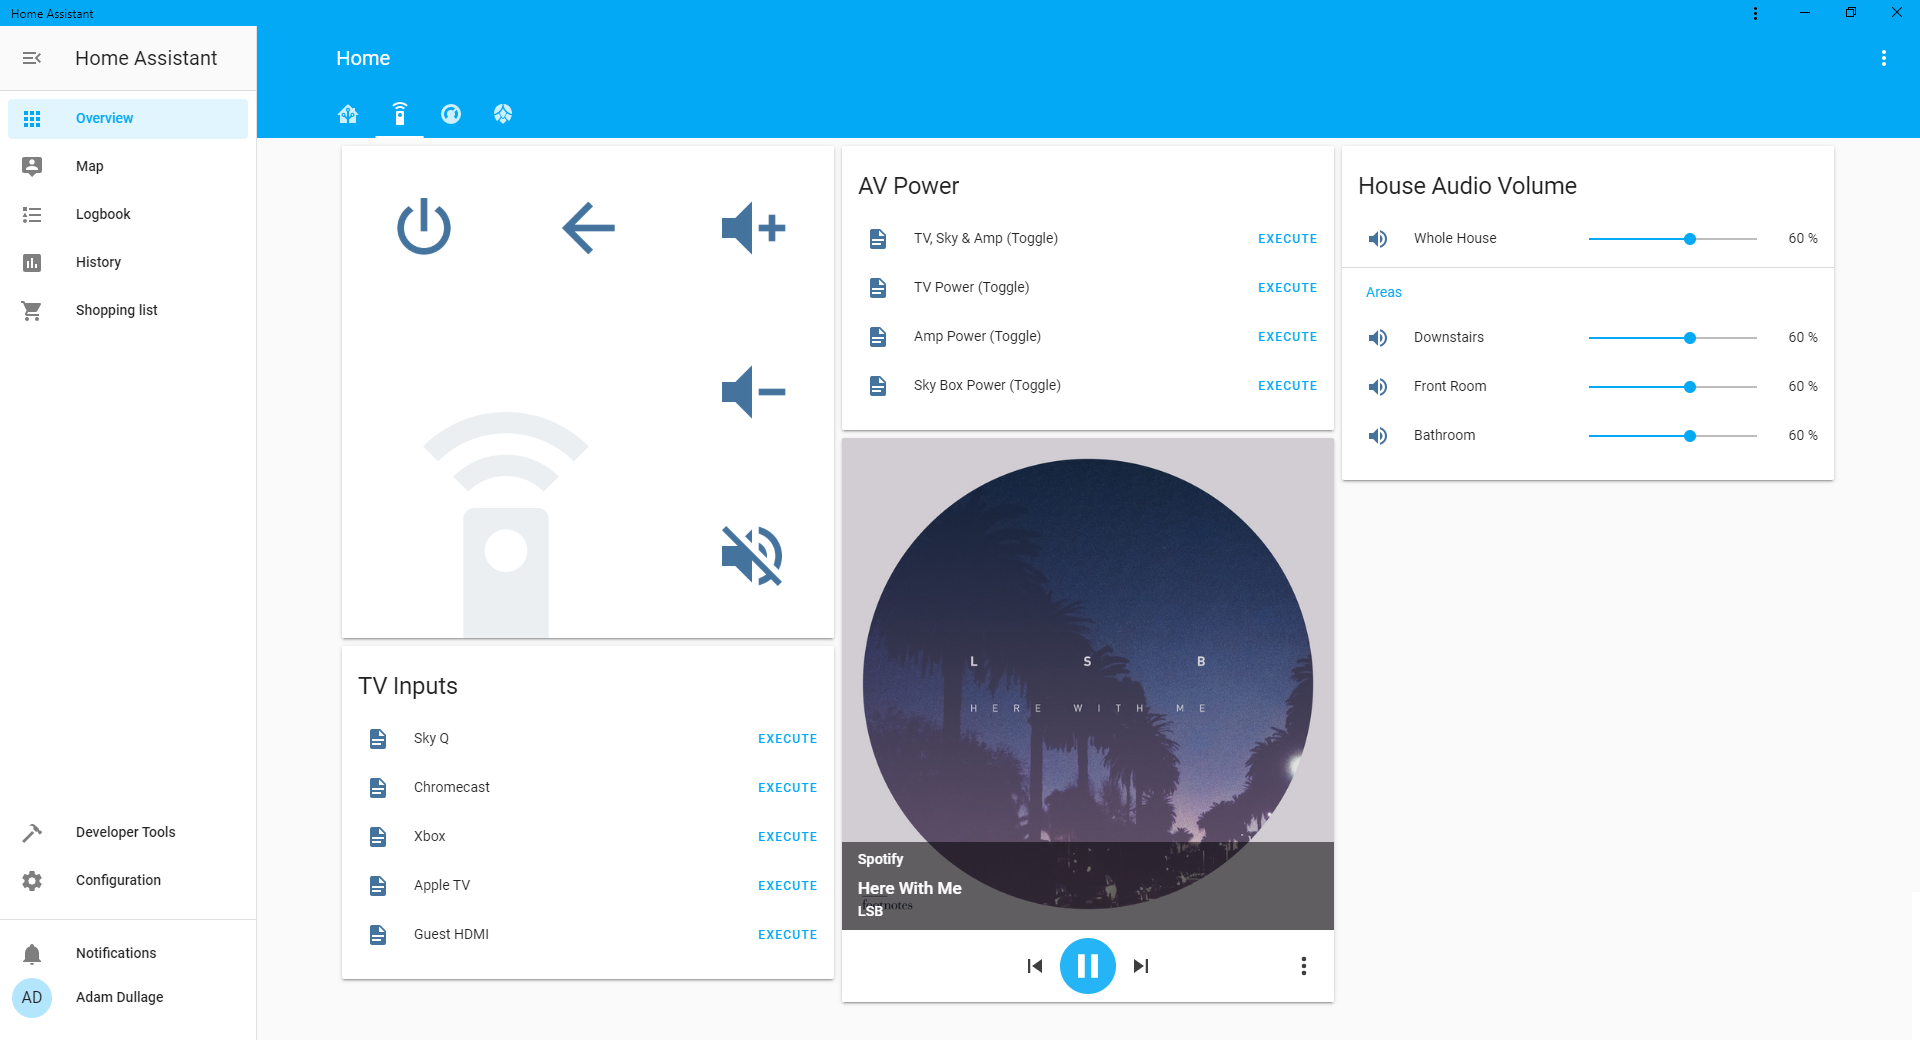 Home Assistant
Home Assistant
Overview
Map
Logbook
History
Shopping list
Developer Tools
Configuration
Notifications
AD
Adam Dullage
Home
TV Inputs
Sky Q EXECUTE
Chromecast EXECUTE
Xbox EXECUTE
Apple TV EXECUTE
Guest HDMI EXECUTE
AV Power
TV, Sky & Amp (Toggle) EXECUTE
TV Power (Toggle) EXECUTE
Amp Power (Toggle) EXECUTE
Sky Box Power (Toggle) EXECUTE
L S B
HERE WITH ME
Spotify
Here With Me
footnotes
LSB
House Audio Volume
Whole House 60 %
Areas
Downstairs 60 %
Front Room 60 %
Bathroom 60 %